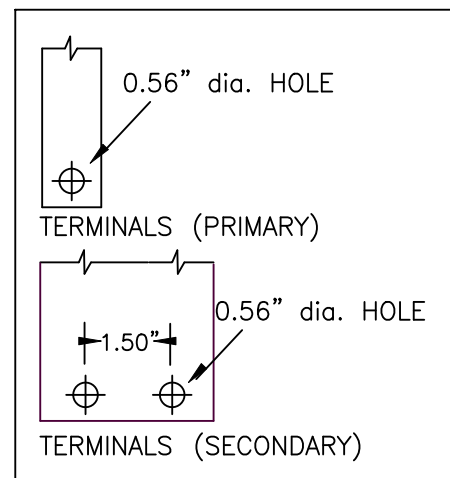 0.56” dia. HOLE
TERMINALS (PRIMARY)
0.56” dia. HOLE
1.50”
TERMINALS (SECONDARY)